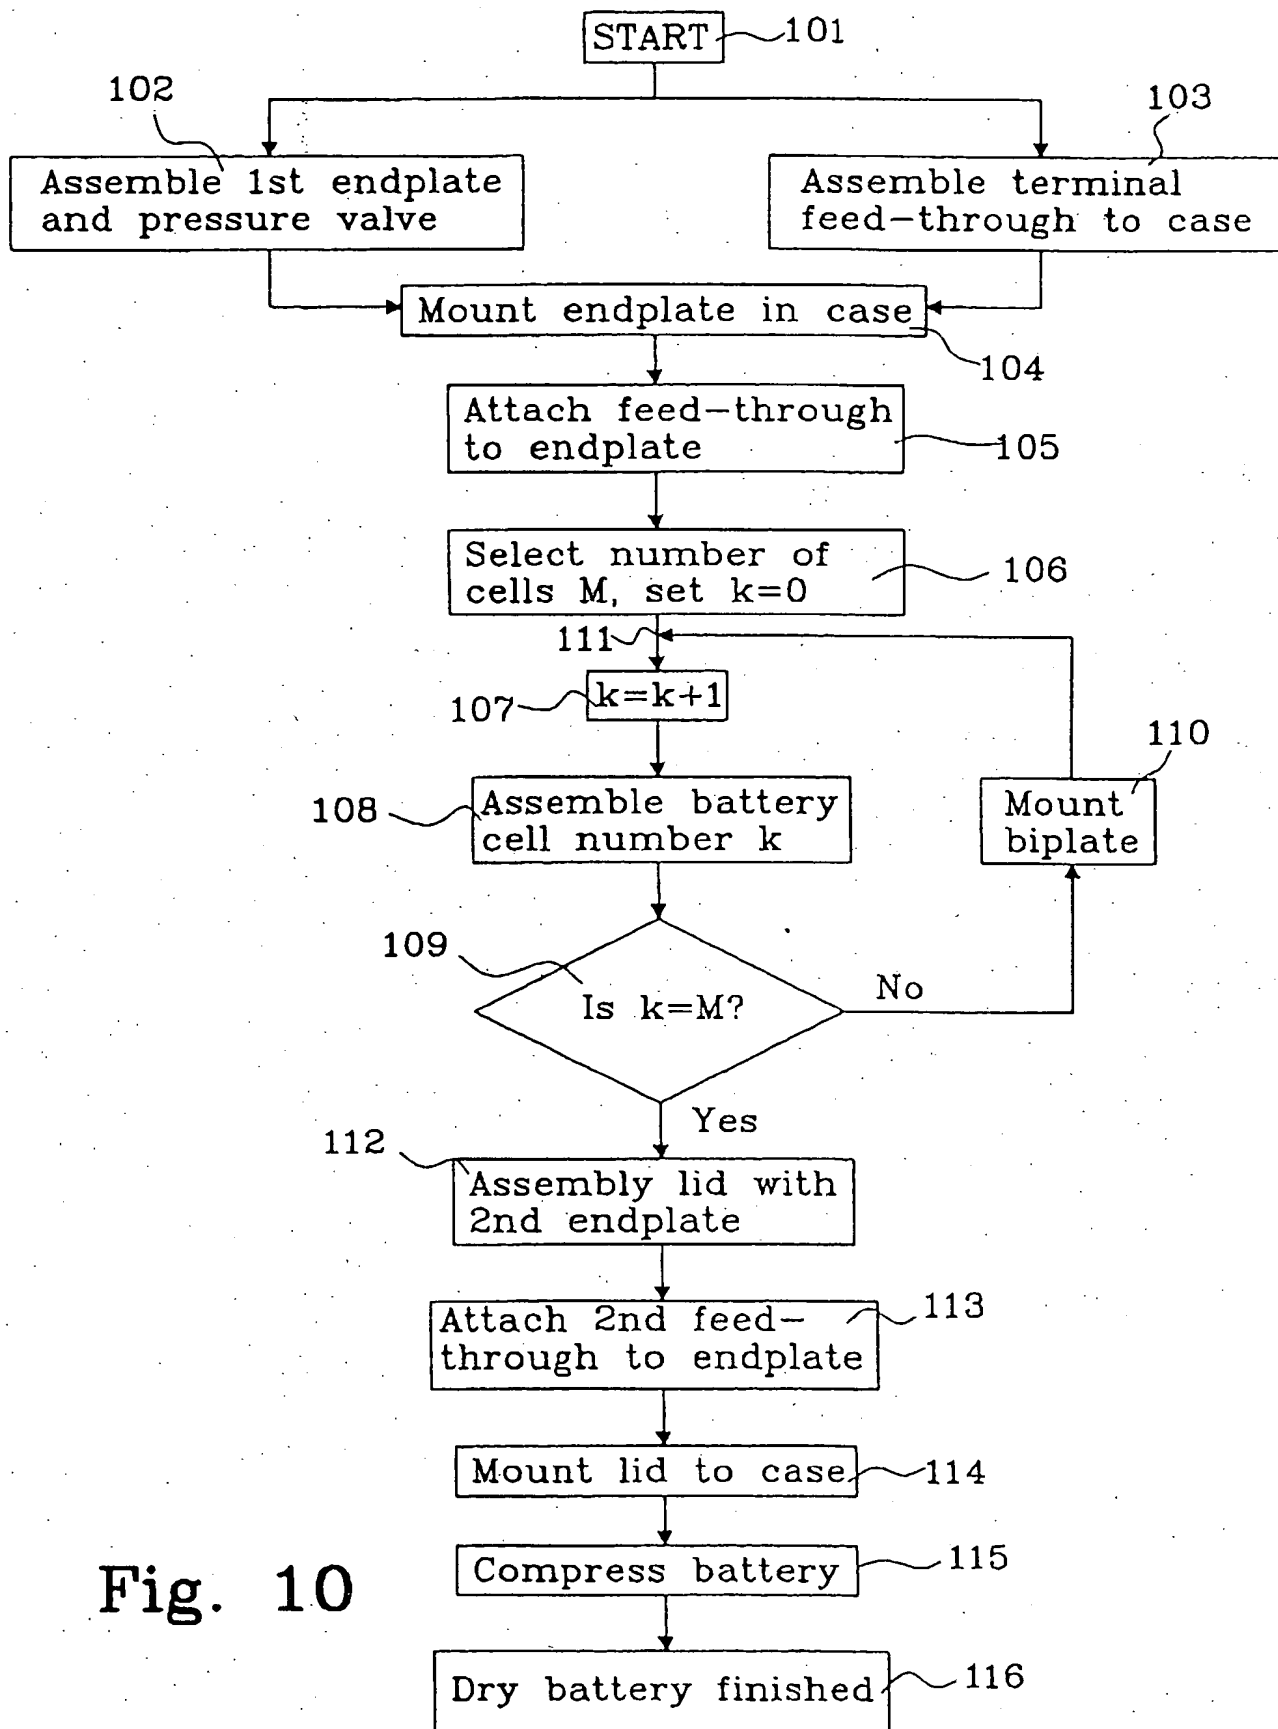 START
101
102
103
Assemble 1st endplate
and pressure valve
Assemble terminal
feed-through to case
Mount endplate in case
104
Attach feed-through
to endplate
105
Select number of
cells M, set k=0
106
111
k=k+1
107
110
Assemble battery
cell number k
108
Mount
biplate
109
Is k=M?
No
Yes
112
Assembly lid with
2nd endplate
Attach 2nd feed-
through to endplate
113
Mount lid to case
114
Compress battery
115
Dry battery finished
116
Fig. 10